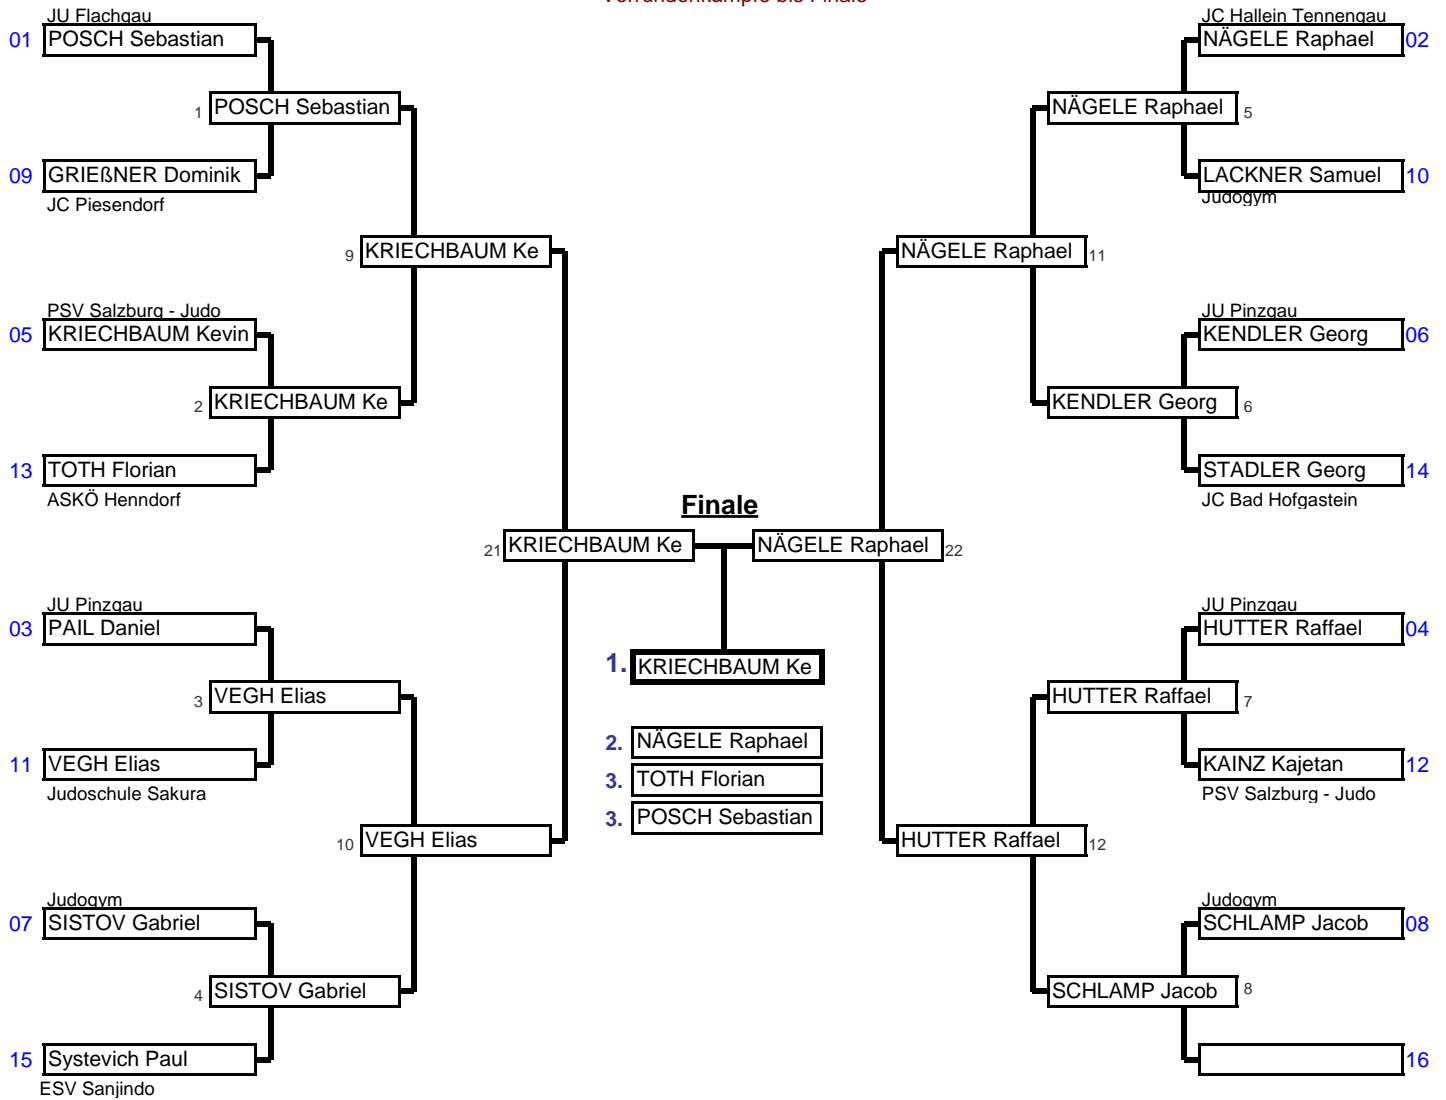 Vorrundenkämpfe bis Finale
JU Flachgau
01 POSCH Sebastian
1 POSCH Sebastian
09 GRIEßNER Dominik
JC Piesendorf
9 KRIECHBAUM Ke
PSV Salzburg - Judo
05 KRIECHBAUM Kevin
2 KRIECHBAUM Ke
13 TOTH Florian
ASKÖ Henndorf
21 KRIECHBAUM Ke
JU Pinzgau
03 PAIL Daniel
3 VEGH Elias
11 VEGH Elias
Judoschule Sakura
10 VEGH Elias
Judogym
07 SISTOV Gabriel
4 SISTOV Gabriel
15 Systevich Paul
ESV Sanjindo
Finale
1. KRIECHBAUM Ke
2. NÄGELE Raphael
3. TOTH Florian
3. POSCH Sebastian
JC Hallein Tennengau
NÄGELE Raphael 02
NÄGELE Raphael 5
LACKNER Samuel 10
Judogym
NÄGELE Raphael 11
JU Pinzgau
KENDLER Georg 06
KENDLER Georg 6
STADLER Georg 14
JC Bad Hofgastein
NÄGELE Raphael 22
JU Pinzgau
HUTTER Raffael 04
HUTTER Raffael 7
KAINZ Kajetan 12
PSV Salzburg - Judo
HUTTER Raffael 12
Judogym
SCHLAMP Jacob 08
SCHLAMP Jacob 8
16